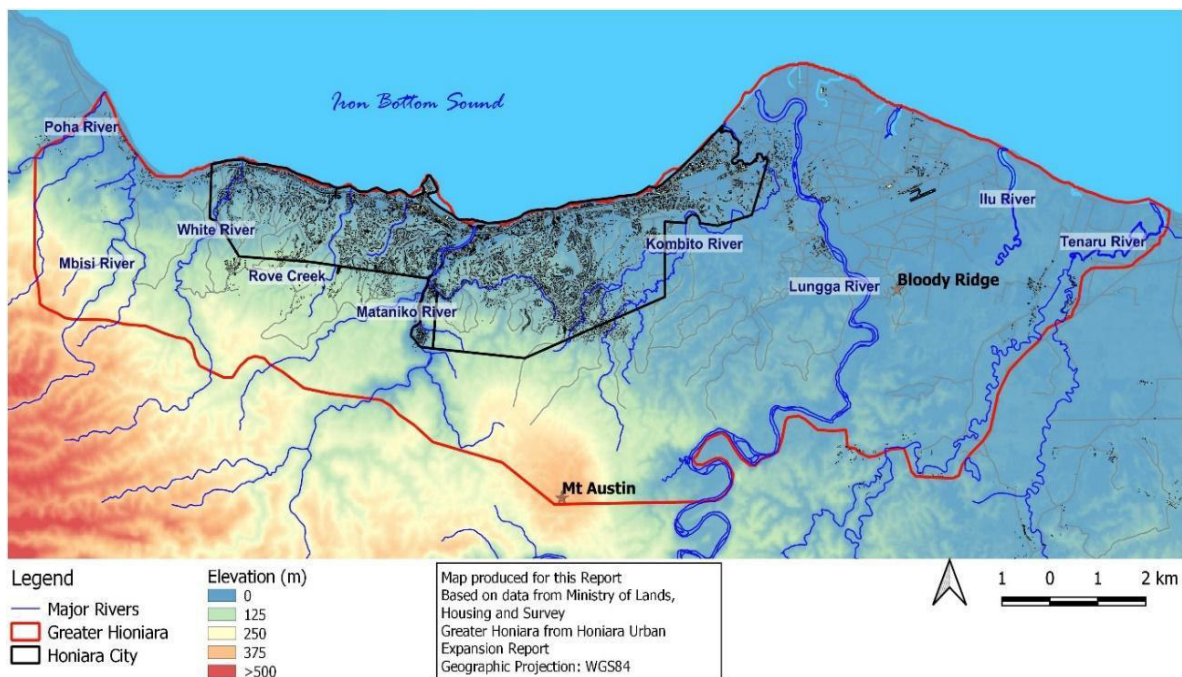 Iron Bottom Sound
Poha River
White River
Mbisi River
Rove Creek
Mataniko River
Kombito River
Lungga River
Bloody Ridge
Ilu River
Tenaru River
Mt Austin
Legend
Major Rivers
Greater Hioniara
Honiara City
Elevation (m)
0
125
250
375
>500
Map produced for this Report
Based on data from Ministry of Lands,
Housing and Survey
Greater Honiara from Honiara Urban
Expansion Report
Geographic Projection: WGS84
1 0 1 2 km